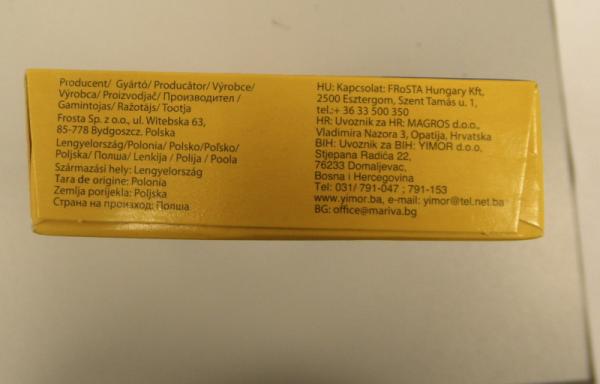 Producent/ Gyártó/ Producător/ Výrobce/
Výrobca/ Proizvodjač/ Производител /
Gamintojas/ Ražotājs/ Tootja
Frosta Sp. z o.o., ul. Witebska 63,
85-778 Bydgoszcz, Polska
Lengyelország/Polonia/ Polsko/Poľsko/
Poljska/ Полша/ Lenkija / Polija / Poola
Származási hely: Lengyelország
Tara de origine: Polonia
Zemlja porijekla: Poljska
Страна на произход: Полша
HU: Kapcsolat: FRoSTA Hungary Kft,
2500 Esztergom, Szent Tamás u. 1,
tel.:+ 36 33 500 350
HR: Uvoznik za HR: MAGROS d.o.o.,
Vladimira Nazora 3, Opatija, Hrvatska
BIH: Uvoznik za BIH: YIMOR d.o.o.
Stjepana Radića 22,
76233 Domaljevac,
Bosna i Hercegovina
Tel: 031/ 791-047 ; 791-153
www.yimor.ba, e-mail: yimor@tel.net.ba
BG: office@mariva.bg